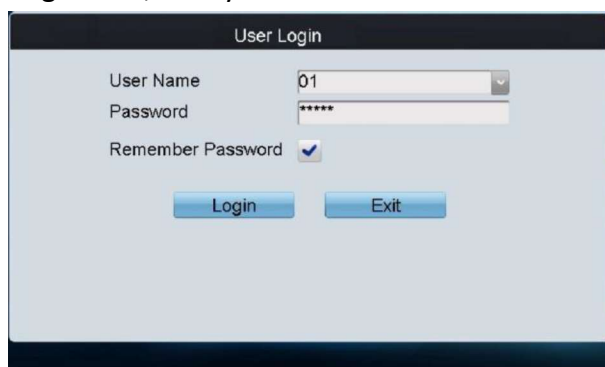 User Login
User Name 01
Password *****
Remember Password
Login Exit